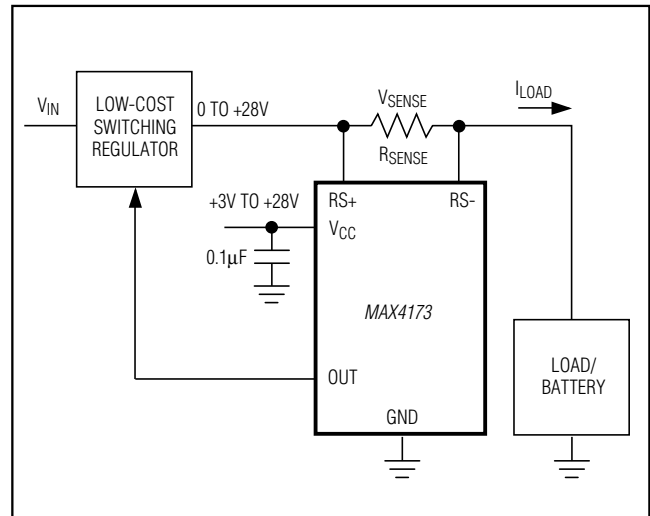 VIN
LOW-COST
SWITCHING
REGULATOR
0 TO +28V
VSENSE
RSENSE
ILOAD
+3V TO +28V
0.1μF
RS+
RS-
VCC
MAX4173
OUT
GND
LOAD/
BATTERY